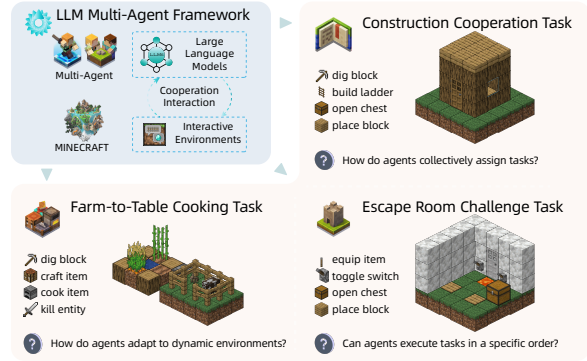 LLM Multi-Agent Framework
Multi-Agent
MINECRAFT
Large
Language
Models
Cooperation
Interaction
Interactive
Environments
Construction Cooperation Task
dig block
build ladder
open chest
place block
? How do agents collectively assign tasks?
Farm-to-Table Cooking Task
dig block
craft item
cook item
kill entity
? How do agents adapt to dynamic environments?
Escape Room Challenge Task
equip item
toggle switch
open chest
place block
? Can agents execute tasks in a specific order?